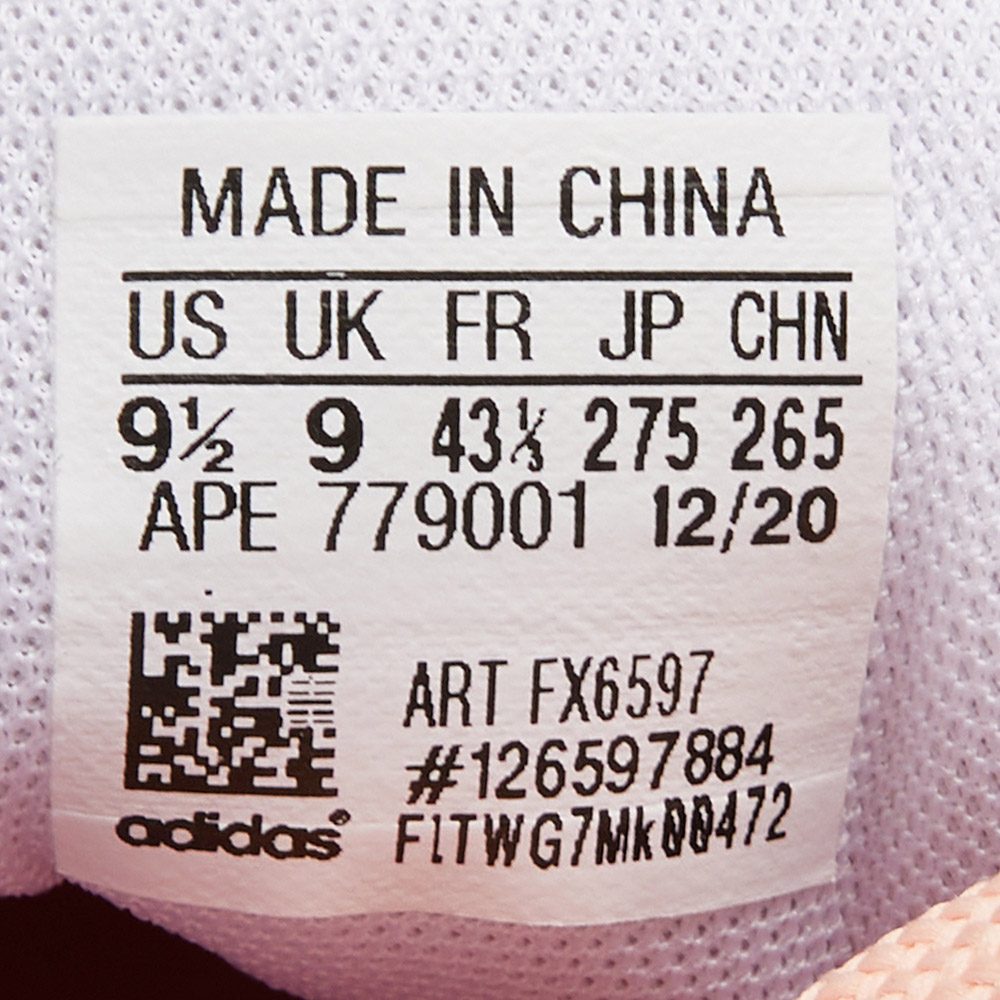 MADE IN CHINA
US UK FR JP CHN
9½ 9 43⅓ 275 265
APE 779001 12/20
ART FX6597
#126597884
FlTWG7Mk00472
adidas®